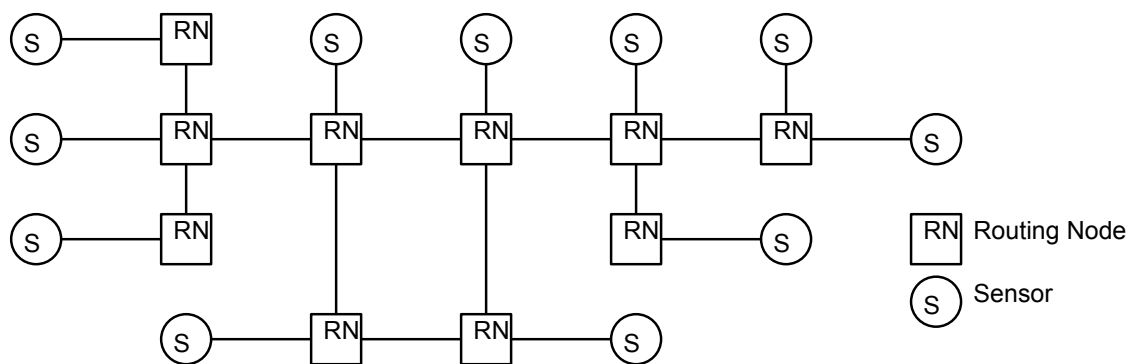 S RN S S S S
S RN RN RN RN RN S
S RN RN S RN Routing Node
S RN RN S S Sensor